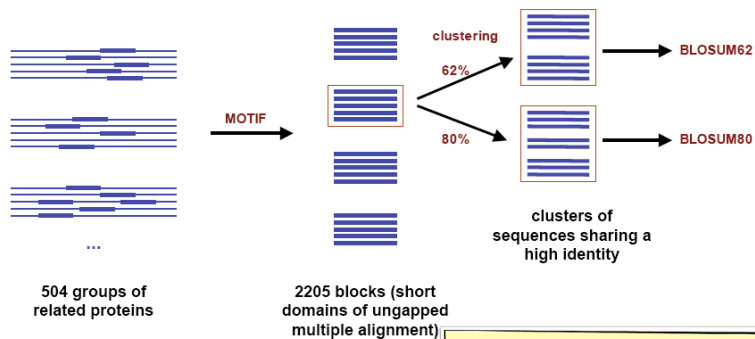 clustering
62%
BLOSUM62
MOTIF
80%
BLOSUM80
clusters of
sequences sharing a
high identity
...
504 groups of
related proteins
2205 blocks (short
domains of ungapped
multiple alignment)